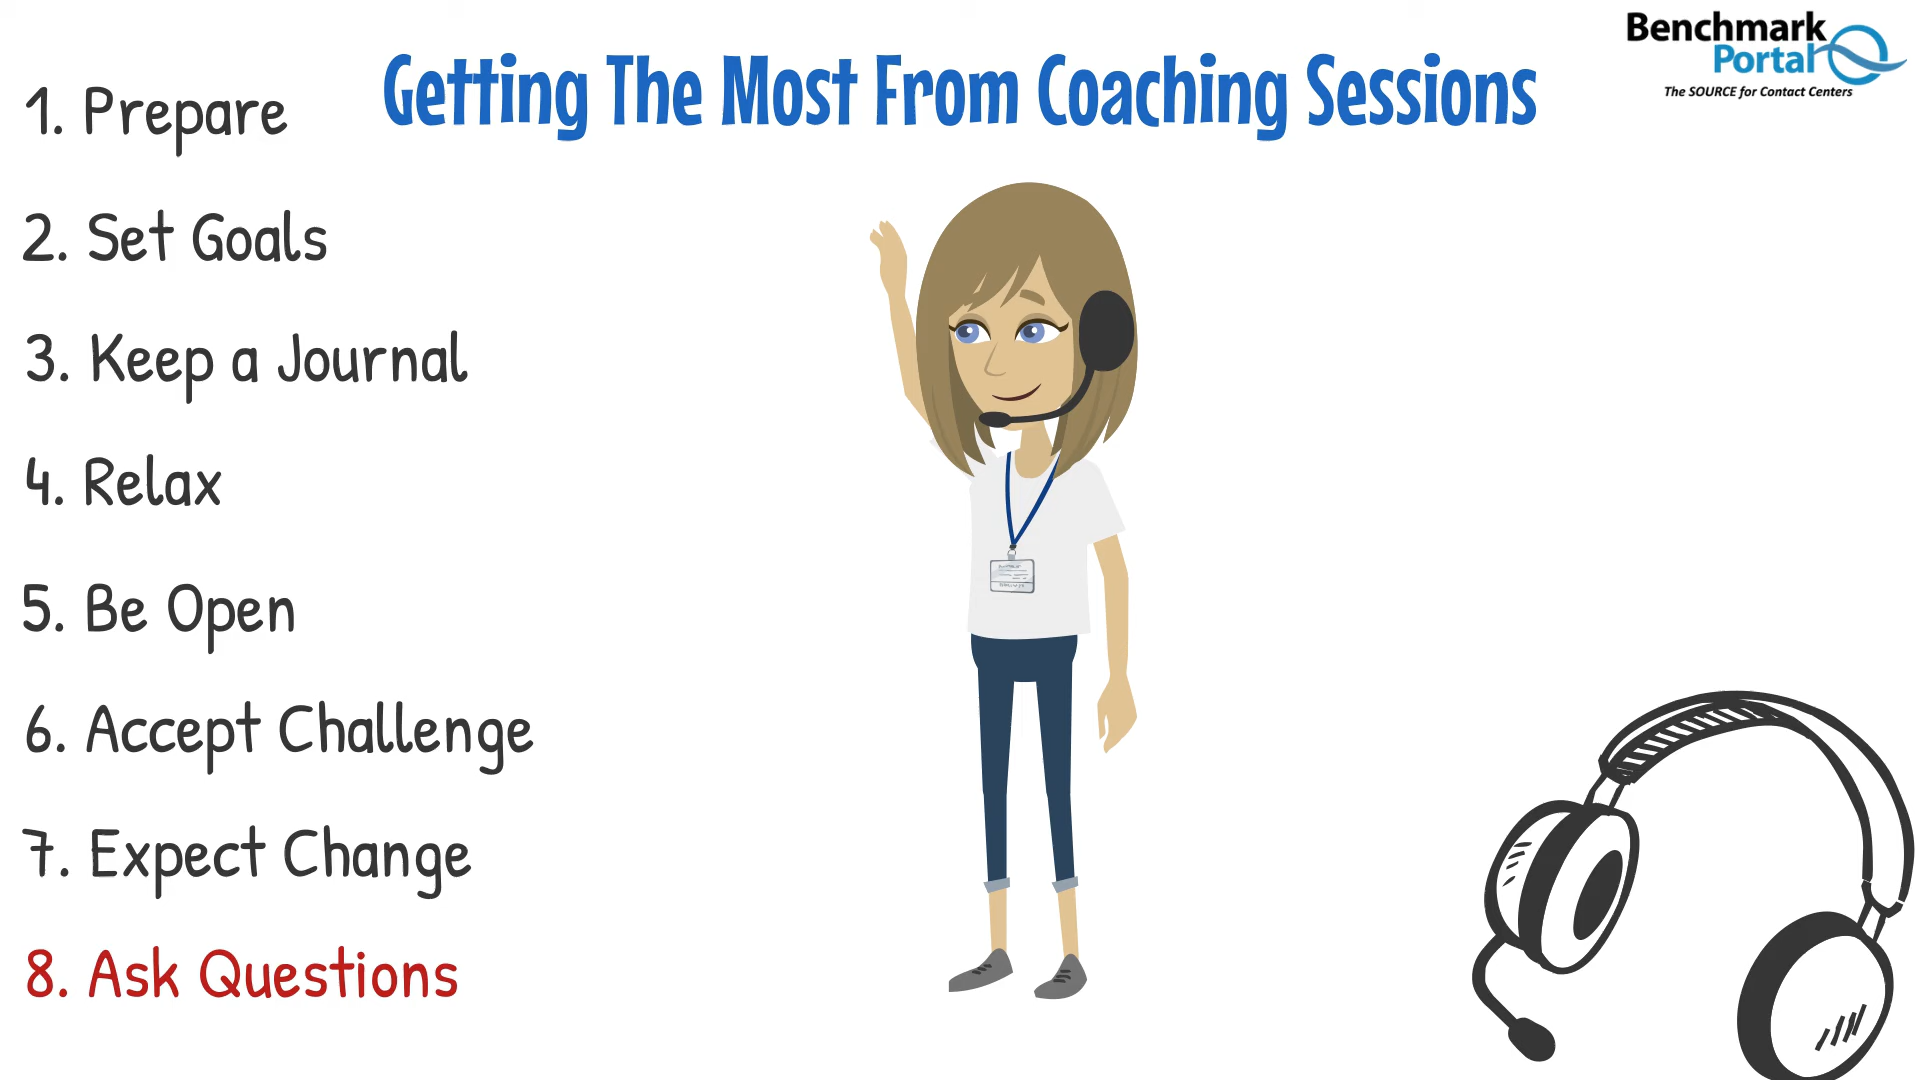 Getting The Most From Coaching Sessions
Benchmark
Portal
The SOURCE for Contact Centers
1. Prepare
2. Set Goals
3. Keep a Journal
4. Relax
5. Be Open
6. Accept Challenge
7. Expect Change
8. Ask Questions